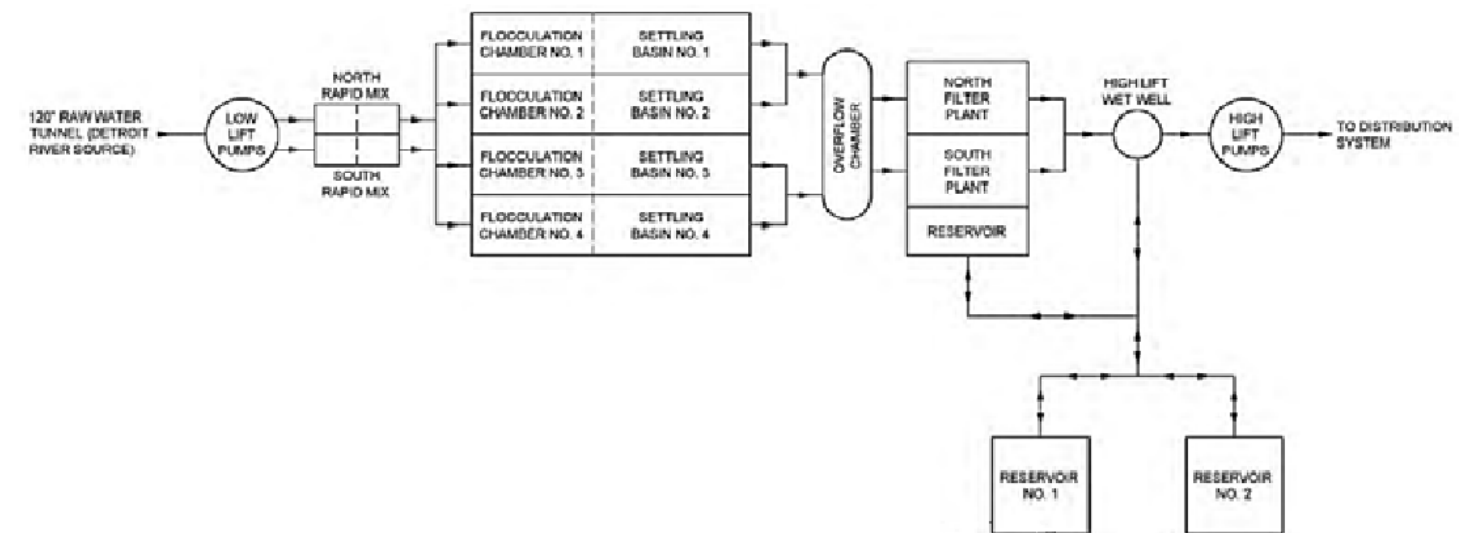 120" RAW WATER
TUNNEL (DETROIT
RIVER SOURCE)
LOW
LIFT
PUMPS
NORTH
RAPID MIX
SOUTH
RAPID MIX
FLOCCULATION
CHAMBER NO. 1
SETTLING
BASIN NO. 1
FLOCCULATION
CHAMBER NO. 2
SETTLING
BASIN NO. 2
FLOCCULATION
CHAMBER NO. 3
SETTLING
BASIN NO. 3
FLOCCULATION
CHAMBER NO. 4
SETTLING
BASIN NO. 4
OVERFLOW
CHAMBER
NORTH
FILTER
PLANT
SOUTH
FILTER
PLANT
RESERVOIR
HIGH LIFT
WET WELL
HIGH
LIFT
PUMPS
TO DISTRIBUTION
SYSTEM
RESERVOIR
NO. 1
RESERVOIR
NO. 2